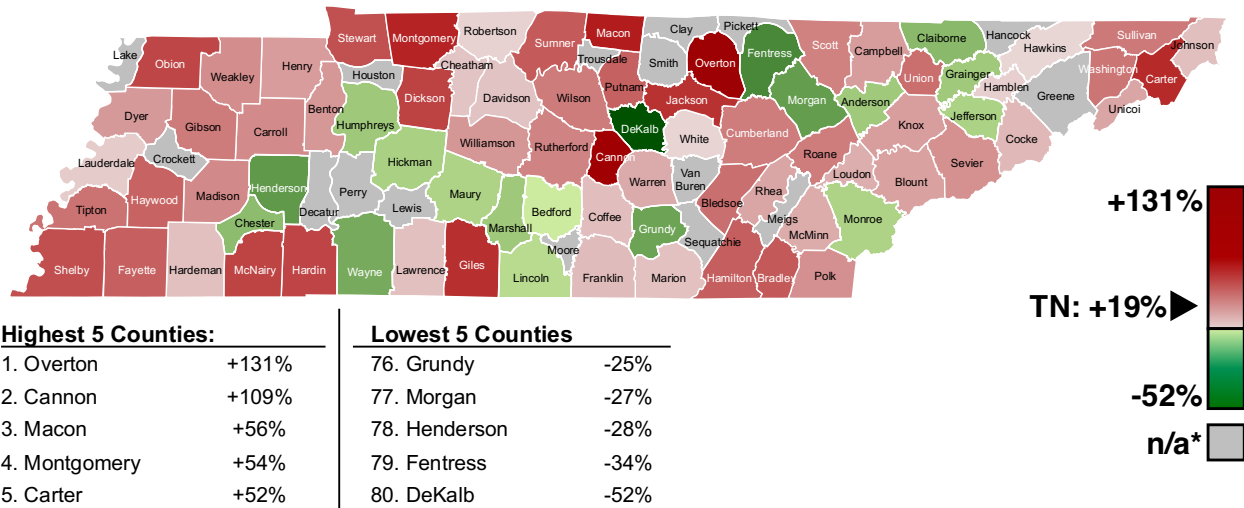 Lake
Obion
Weakley
Henry
Stewart
Montgomery
Robertson
Sumner
Macon
Clay
Pickett
Trousdale
Smith
Overton
Fentress
Scott
Campbell
Claiborne
Hancock
Hawkins
Sullivan
Johnson
Washington
Carter
Unicoi
Greene
Hamblen
Grainger
Union
Houston
Cheatham
Dickson
Davidson
Wilson
Putnam
Jackson
Morgan
Anderson
Jefferson
Cocke
Dyer
Gibson
Carroll
Benton
Humphreys
Williamson
Rutherford
Cannon
DeKalb
White
Cumberland
Roane
Knox
Sevier
Blount
Loudon
Lauderdale
Crockett
Haywood
Madison
Henderson
Decatur
Perry
Hickman
Lewis
Maury
Marshall
Bedford
Coffee
Warren
Van
Buren
Bledsoe
Rhea
Meigs
McMinn
Monroe
Tipton
Chester
Grundy
Sequatchie
Moore
Shelby
Fayette
Hardeman
McNairy
Hardin
Wayne
Lawrence
Giles
Lincoln
Franklin
Marion
Hamilton
Bradley
Polk
+131%
TN: +19%
-52%
n/a*
Highest 5 Counties:
1. Overton +131%
2. Cannon +109%
3. Macon +56%
4. Montgomery +54%
5. Carter +52%
Lowest 5 Counties
76. Grundy -25%
77. Morgan -27%
78. Henderson -28%
79. Fentress -34%
80. DeKalb -52%